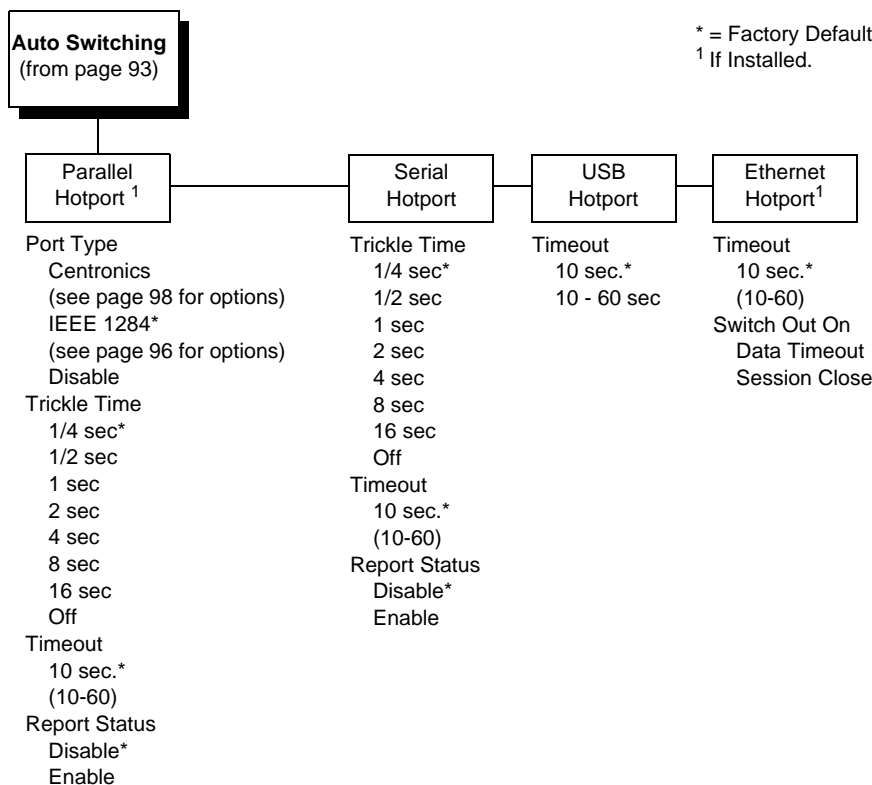 Auto Switching
(from page 93)
* = Factory Default
1 If Installed.
Parallel
Hotport 1
Serial
Hotport
USB
Hotport
Ethernet
Hotport1
Port Type
Centronics
(see page 98 for options)
IEEE 1284*
(see page 96 for options)
Disable
Trickle Time
1/4 sec*
1/2 sec
1 sec
2 sec
4 sec
8 sec
16 sec
Off
Timeout
10 sec.*
(10-60)
Report Status
Disable*
Enable
Trickle Time
1/4 sec*
1/2 sec
1 sec
2 sec
4 sec
8 sec
16 sec
Off
Timeout
10 sec.*
(10-60)
Report Status
Disable*
Enable
Timeout
10 sec.*
10 - 60 sec
Timeout
10 sec.*
(10-60)
Switch Out On
Data Timeout
Session Close